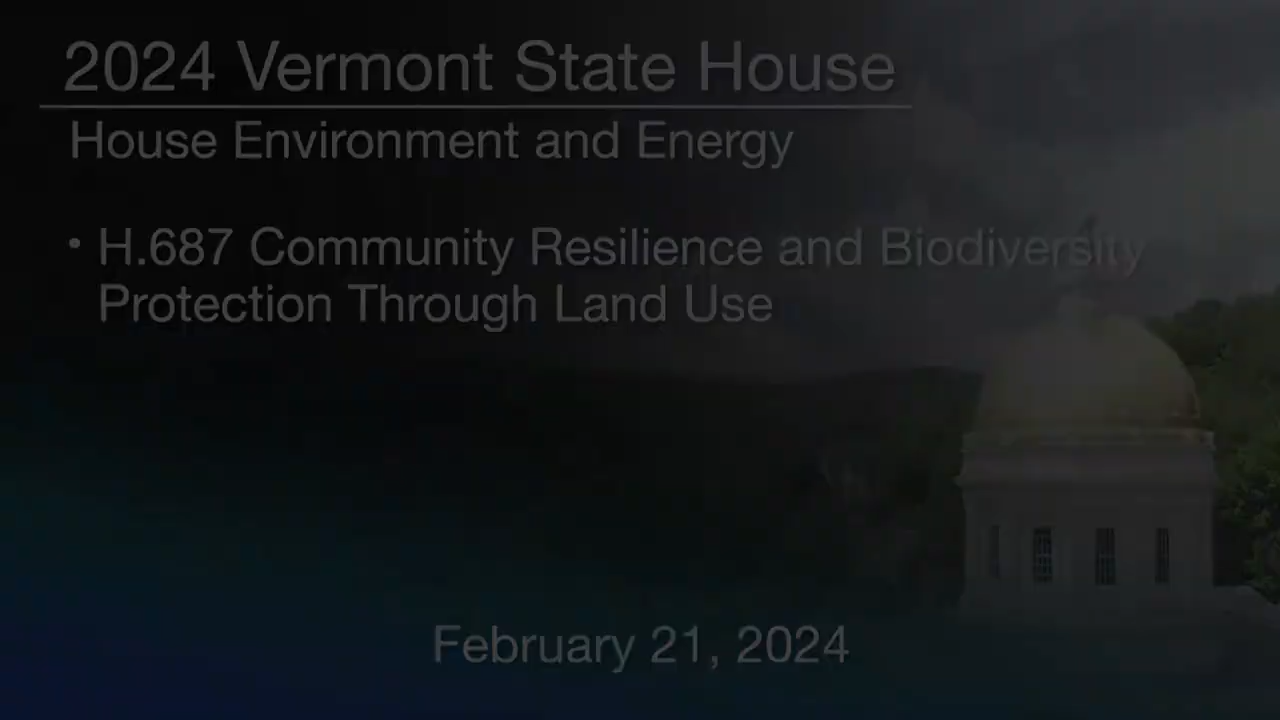 2024 Vermont State House
House Environment and Energy
• H.687 Community Resilience and Biodiversity
Protection Through Land Use
February 21, 2024